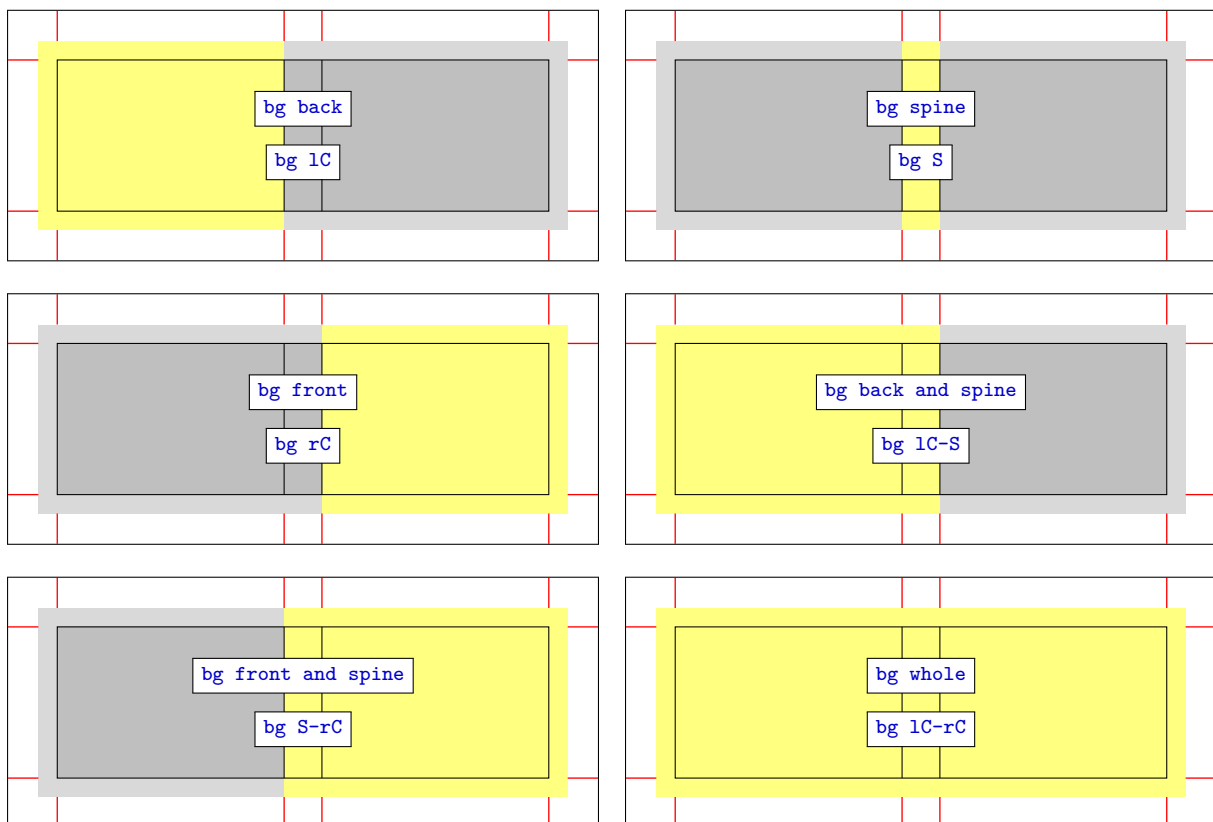 bg back
bg lC
bg spine
bg S
bg front
bg rC
bg back and spine
bg lC-S
bg front and spine
bg S-rC
bg whole
bg lC-rC